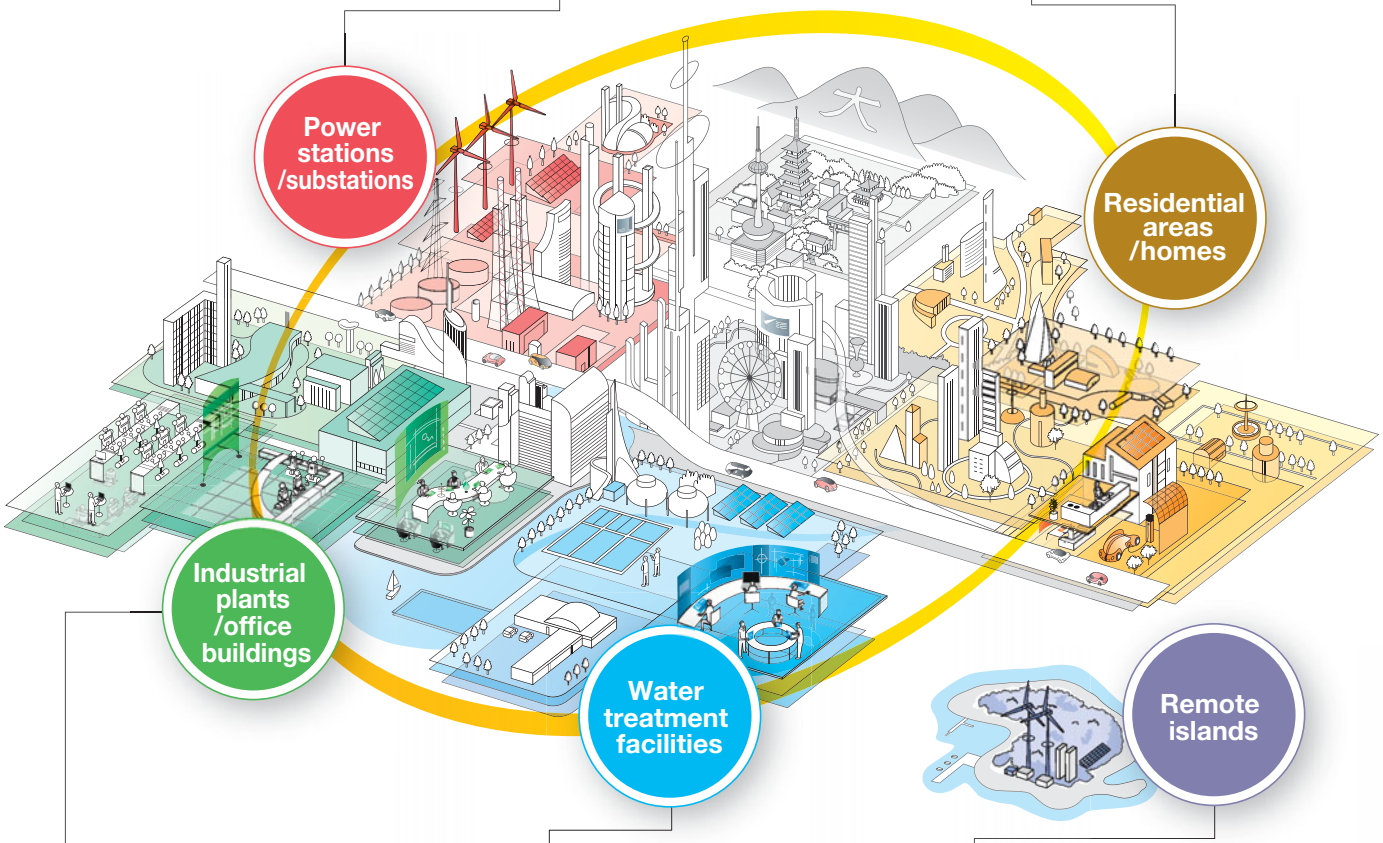 Power
stations
/substations
大
Residential
areas
/homes
Industrial
plants
/office
buildings
Water
treatment
facilities
Remote
islands